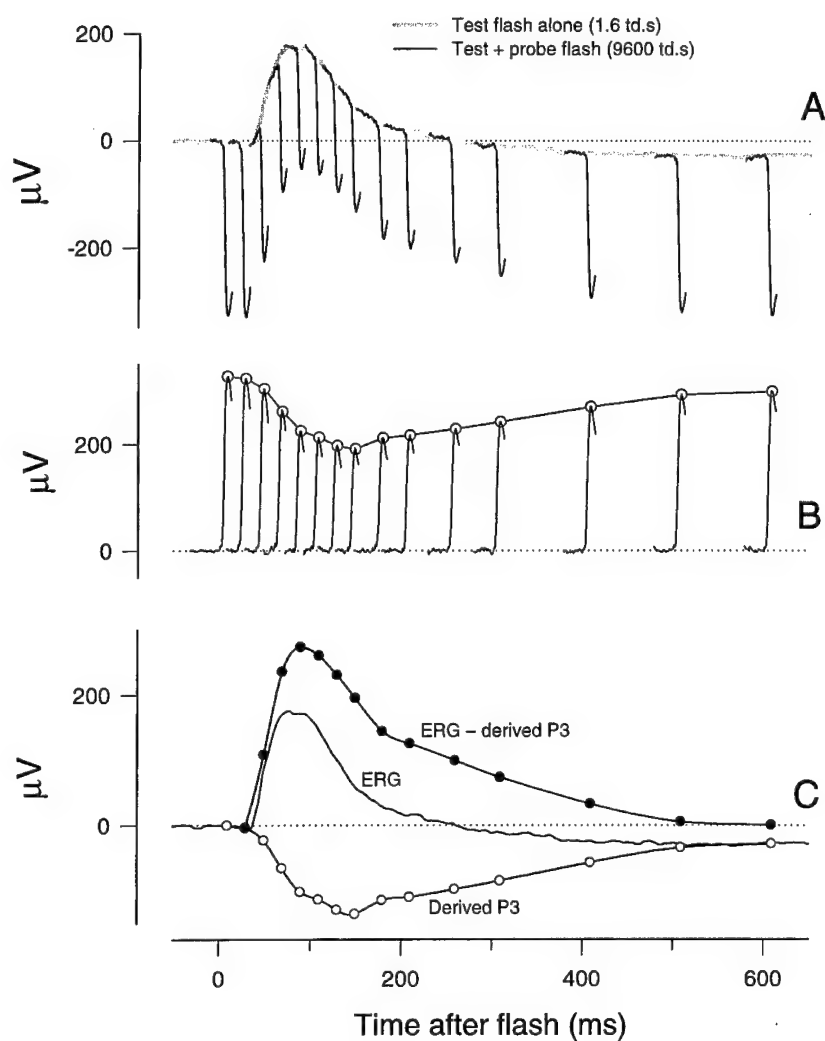 Test flash alone (1.6 td.s)
Test + probe flash (9600 td.s)
A
200
0
-200
μV
B
200
0
μV
C
200
0
μV
ERG – derived P3
ERG
Derived P3
0
200
400
600
Time after flash (ms)